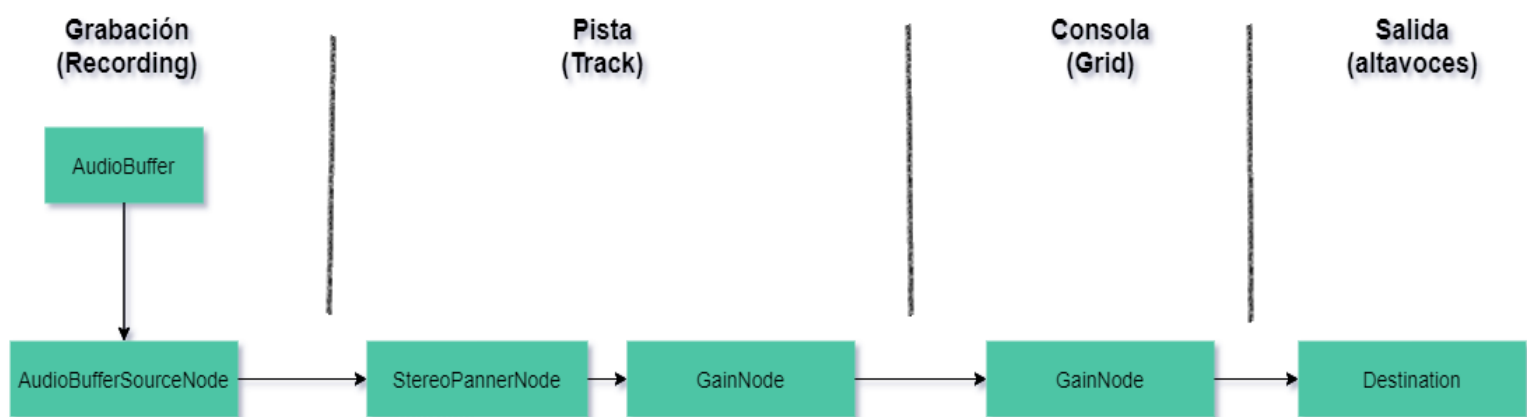 Grabación
(Recording)
Pista
(Track)
Consola
(Grid)
Salida
(altavoces)
AudioBuffer
AudioBufferSourceNode
StereoPannerNode
GainNode
GainNode
Destination